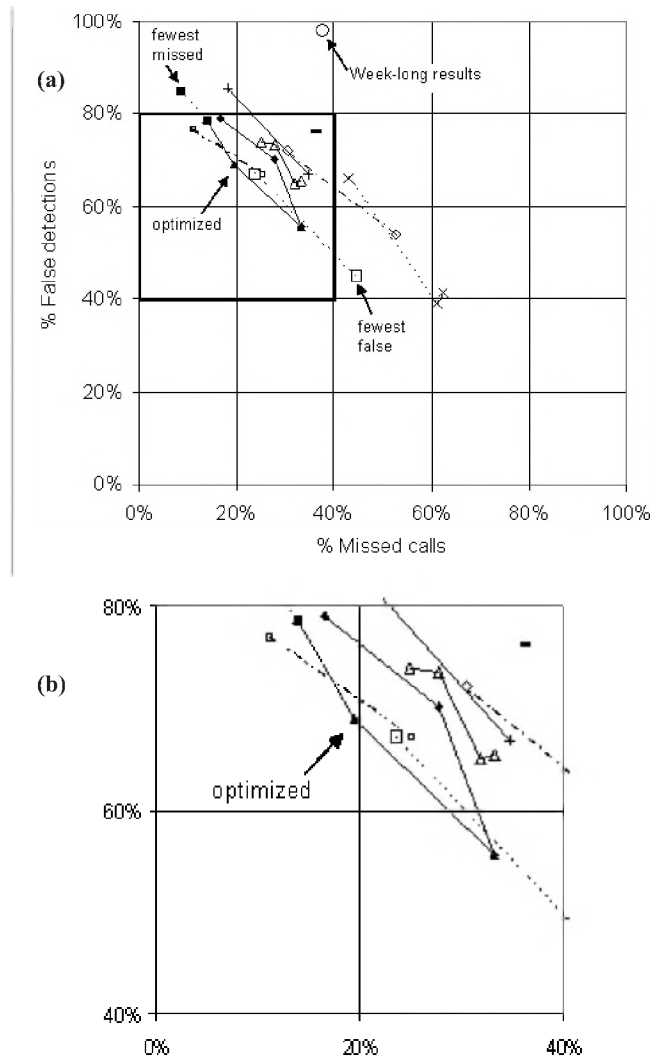 100%
fewest
missed
(a)
Week-long results
80%
60%
optimized
% False detections
40%
fewest
false
20%
0%
0% 20% 40% 60% 80% 100%
% Missed calls
80%
(b)
optimized
60%
40%
0% 20% 40%